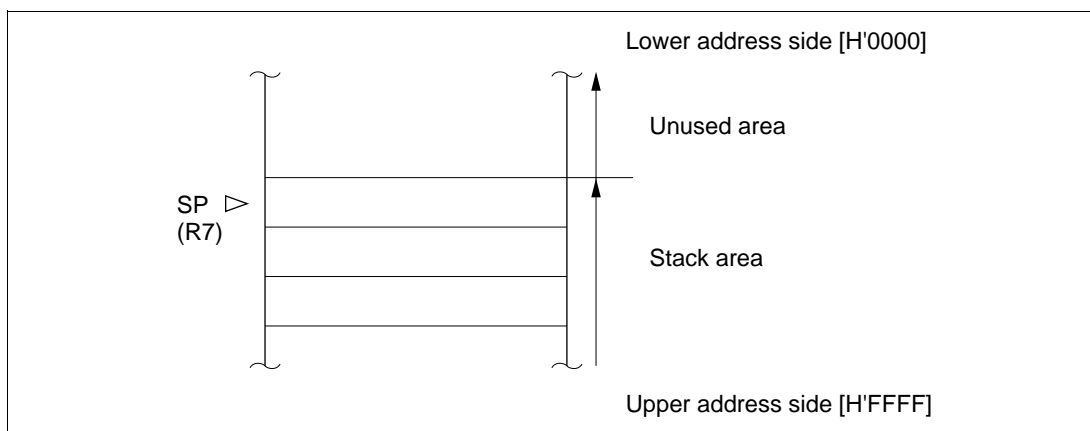 Lower address side [H'0000]
Unused area
SP
(R7)
Stack area
Upper address side [H'FFFF]